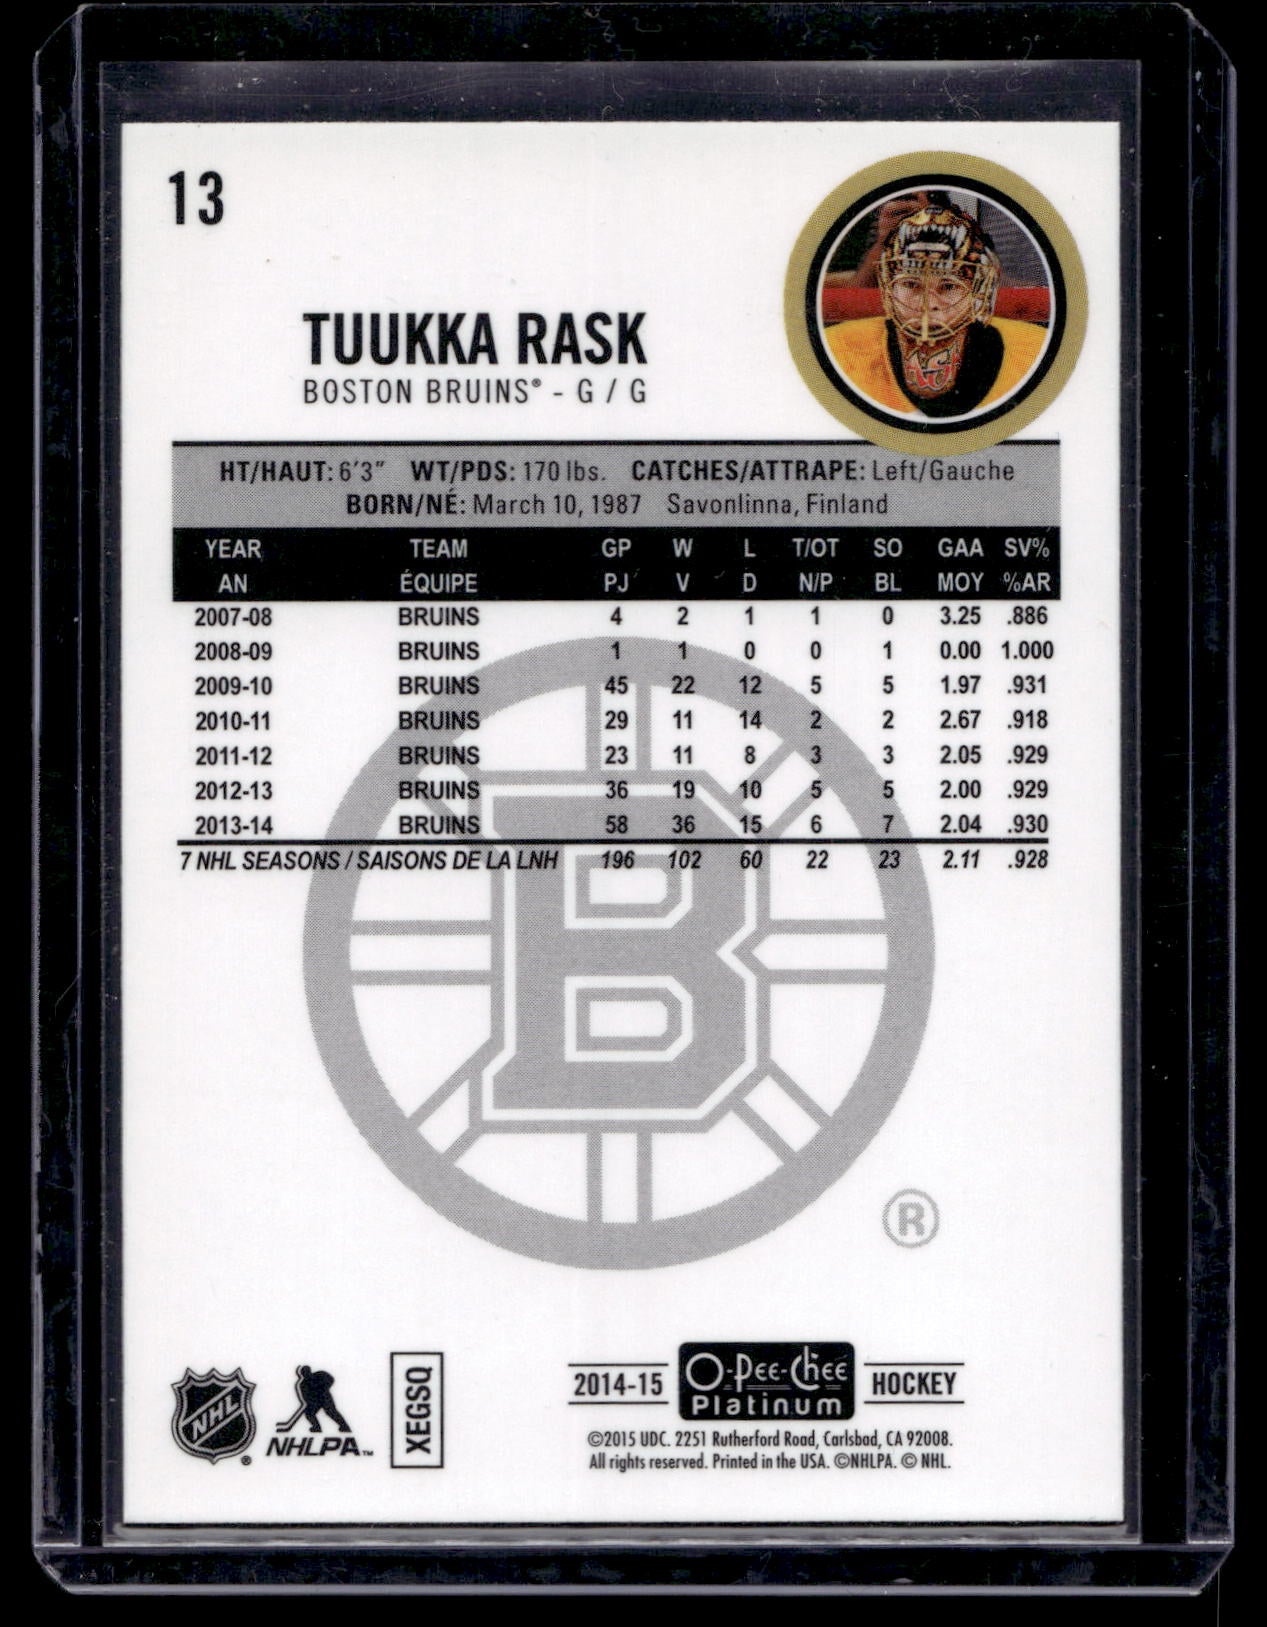 13
TUUKKA RASK
BOSTON BRUINS® - G / G
HT/HAUT: 6'3" WT/PDS: 170 lbs. CATCHES/ATTRAPE: Left/Gauche
BORN/NÉ: March 10, 1987 Savonlinna, Finland
YEAR TEAM GP W L T/OT SO GAA SV%
AN ÉQUIPE PJ V D N/P BL MOY %AR
2007-08 BRUINS 4 2 1 1 0 3.25 .886
2008-09 BRUINS 1 1 0 0 1 0.00 1.000
2009-10 BRUINS 45 22 12 5 5 1.97 .931
2010-11 BRUINS 29 11 14 2 2 2.67 .918
2011-12 BRUINS 23 11 8 3 3 2.05 .929
2012-13 BRUINS 36 19 10 5 5 2.00 .929
2013-14 BRUINS 58 36 15 6 7 2.04 .930
7 NHL SEASONS / SAISONS DE LA LNH 196 102 60 22 23 2.11 .928
B
®
NHL® NHLPA™ XEGSQ
2014-15 O-Pee-Chee Platinum HOCKEY
©2015 UDC. 2251 Rutherford Road, Carlsbad, CA 92008.
All rights reserved. Printed in the USA. ©NHLPA. © NHL.